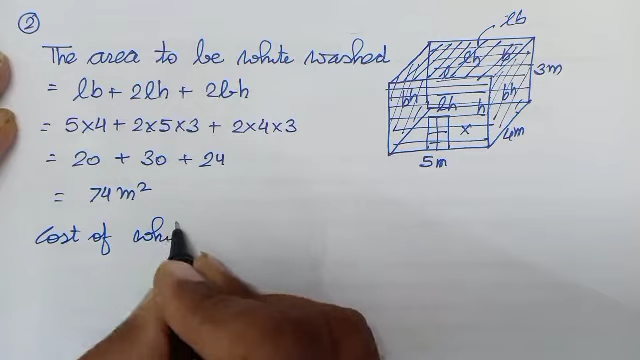 2
The area to be white washed
= lb + 2lh + 2bh
= 5×4 + 2×5×3 + 2×4×3
= 20 + 30 + 24
= 74 m²
Cost of whi
lb
lh
b
3m
bh
bh
lh
h
x
4m
5m